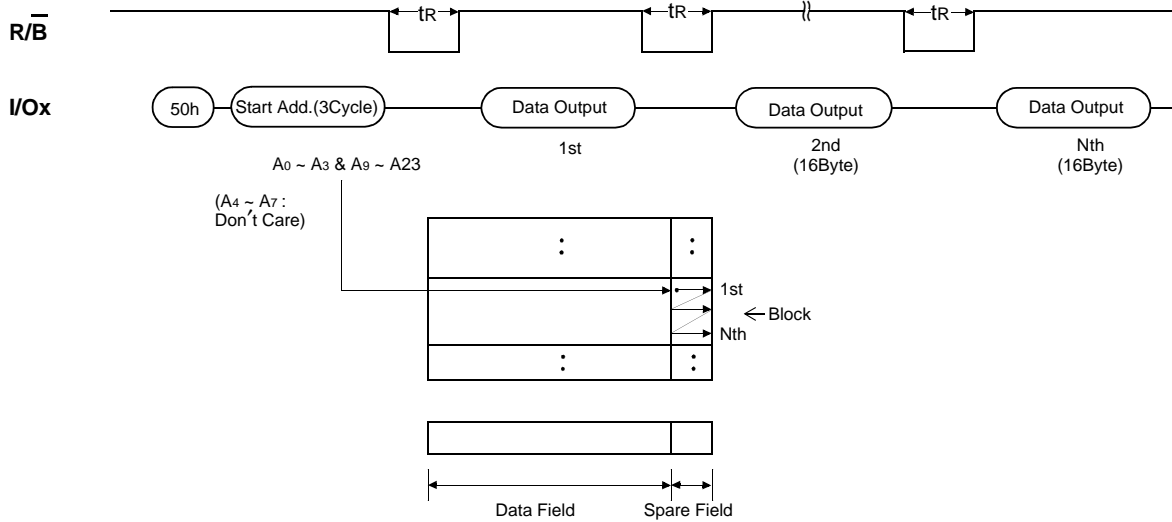 R/B tR tR tR
I/Ox 50h Start Add.(3Cycle) Data Output Data Output Data Output
1st 2nd Nth
(16Byte) (16Byte)
A0 ~ A3 & A9 ~ A23
(A4 ~ A7 :
Don't Care)
1st
Block
Nth
Data Field Spare Field